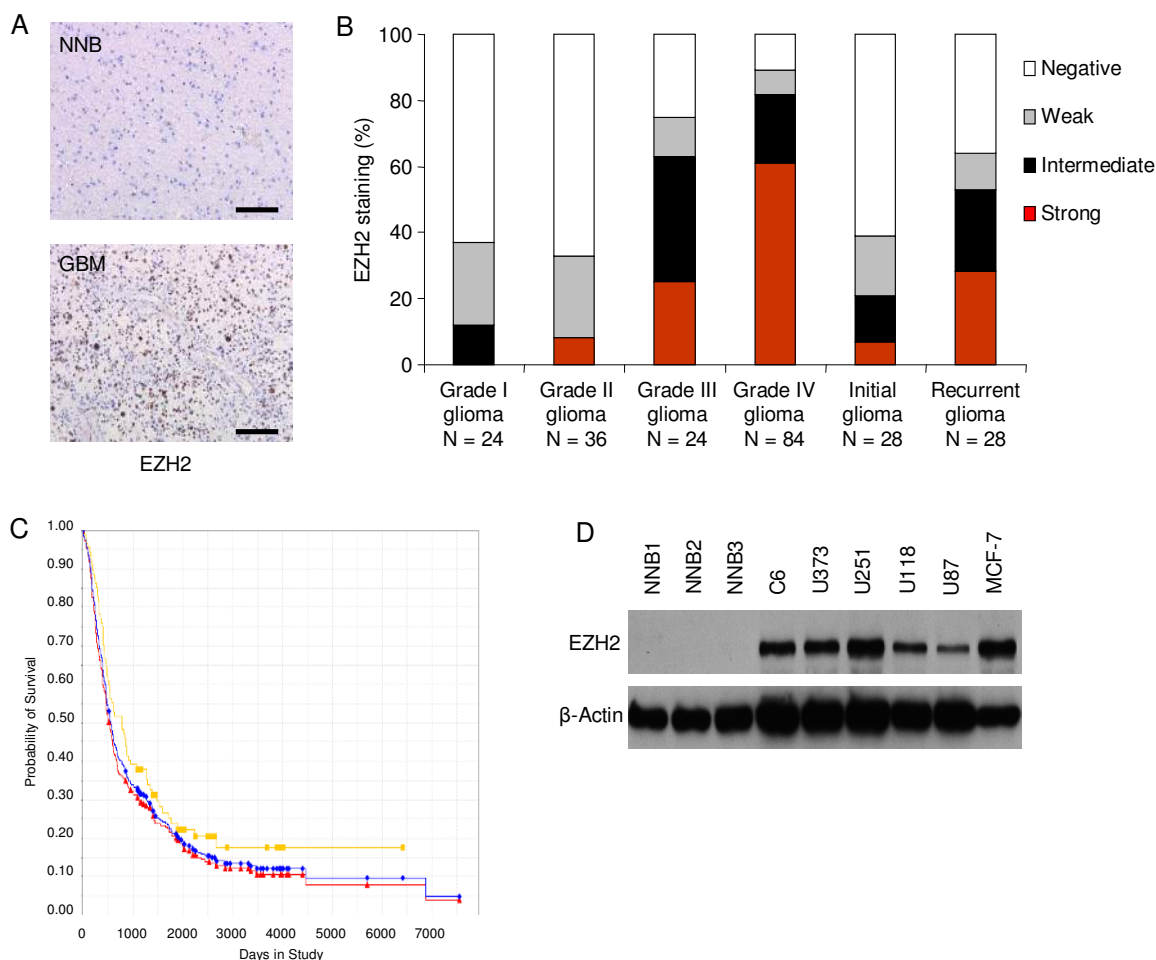 A
NNB
GBM
EZH2
B
EZH2 staining (%)
100
80
60
40
20
0
Grade I
glioma
N = 24
Grade II
glioma
N = 36
Grade III
glioma
N = 24
Grade IV
glioma
N = 84
Initial
glioma
N = 28
Recurrent
glioma
N = 28
Negative
Weak
Intermediate
Strong
C
Probability of Survival
1.00
0.90
0.70
0.60
0.50
0.40
0.30
0.20
0.10
0.00
0
1000
2000
3000
4000
5000
6000
7000
Days in Study
D
NNB1
NNB2
NNB3
C6
U373
U251
U118
U87
MCF-7
EZH2
β-Actin